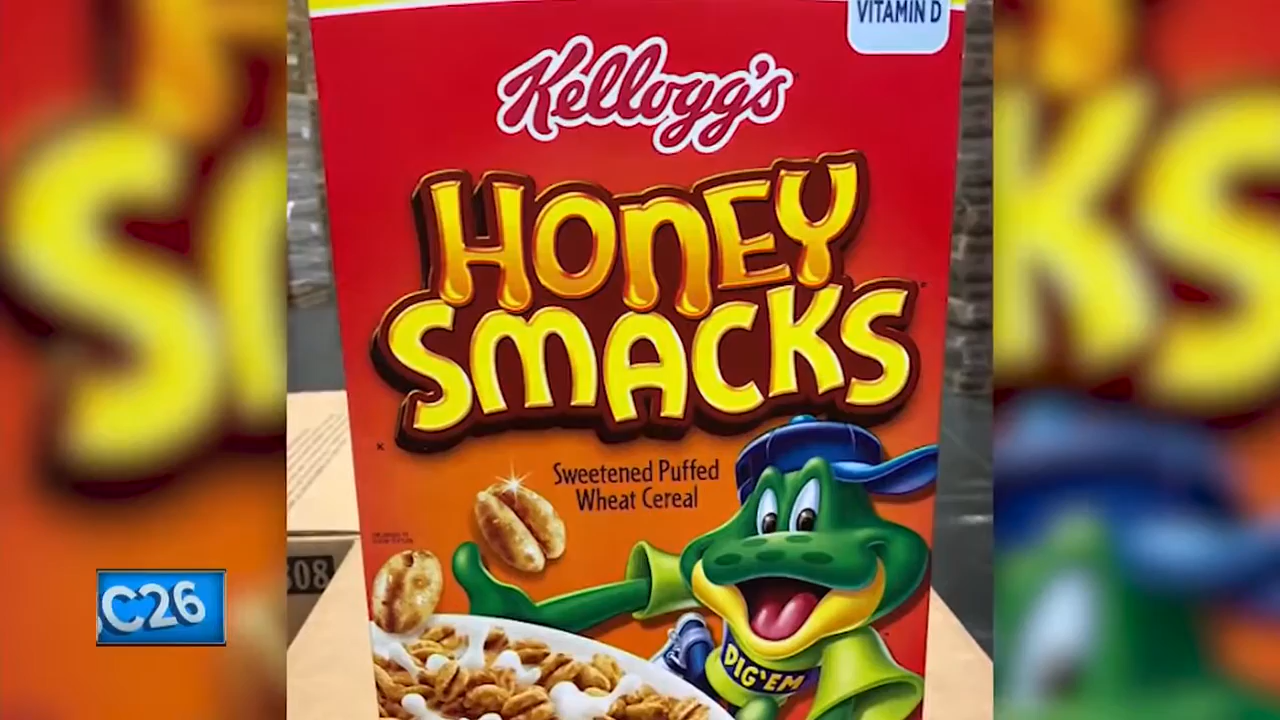 VITAMIN D
Kellogg's
HONEY
SMACKS
K
Sweetened Puffed
Wheat Cereal
308
C26
DIG'EM